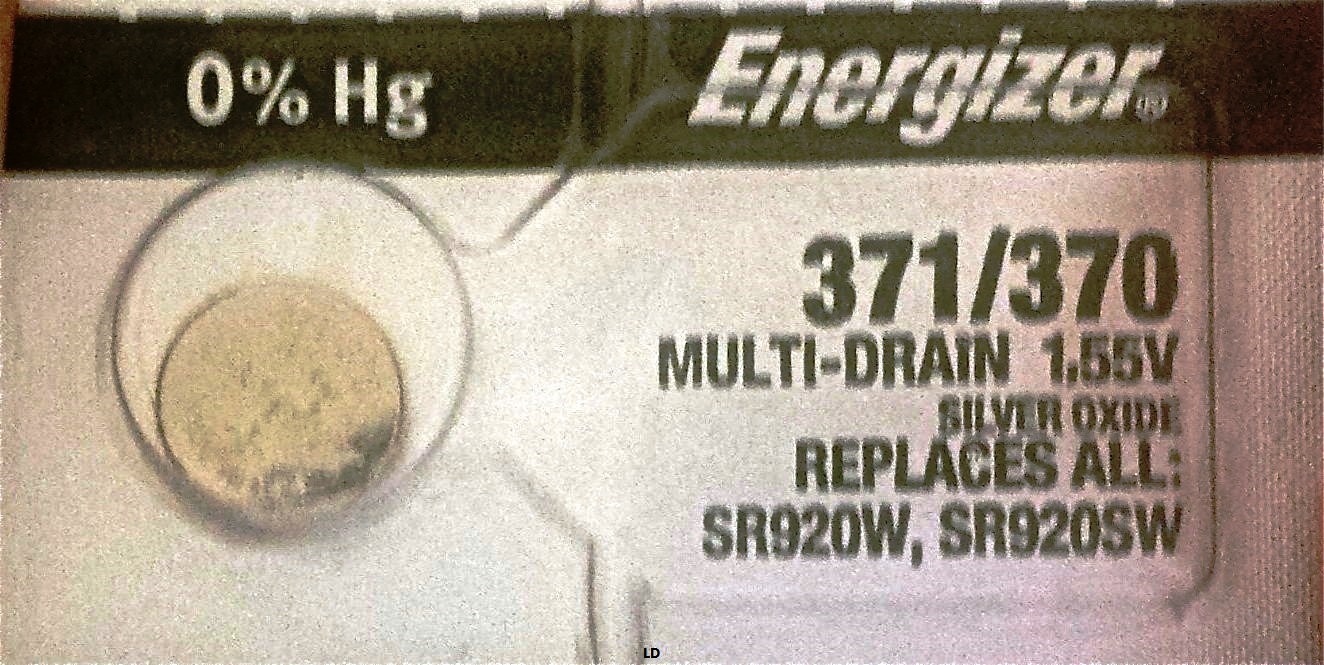 0% Hg
Energizer®
371/370
MULTI-DRAIN 1.55V
SILVER OXIDE
REPLACES ALL:
SR920W, SR920SW
LD